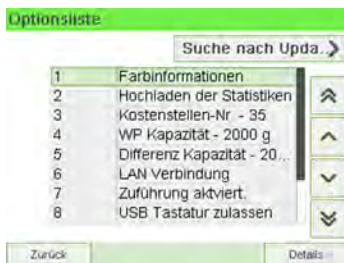 Optionsliste
Suche nach Upda..
1 Farbinformationen
2 Hochladen der Statistiken
3 Kostenstellen-Nr - 35
4 WP Kapazität - 2000 g
5 Differenz Kapazität - 20...
6 LAN Verbindung
7 Zuführung aktviert.
8 USB Tastatur zulassen
Zurück Details